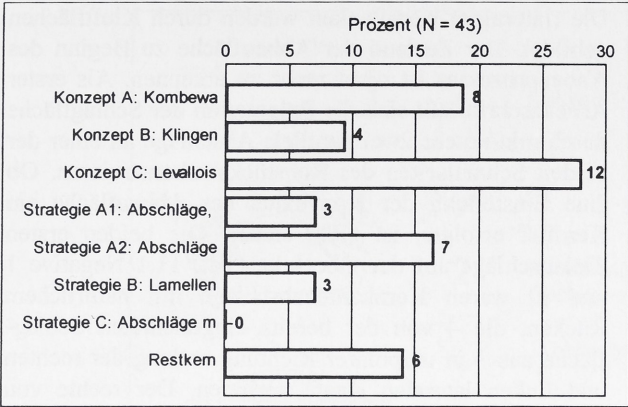 Prozent (N = 43)
0 5 10 15 20 25 30
Konzept A: Kombewa 8
Konzept B: Klingen 4
Konzept C: Levallois 12
Strategie A1: Abschläge, 3
Strategie A2: Abschläge 7
Strategie B: Lamellen 3
Strategie C: Abschläge m 0
Restkern 6